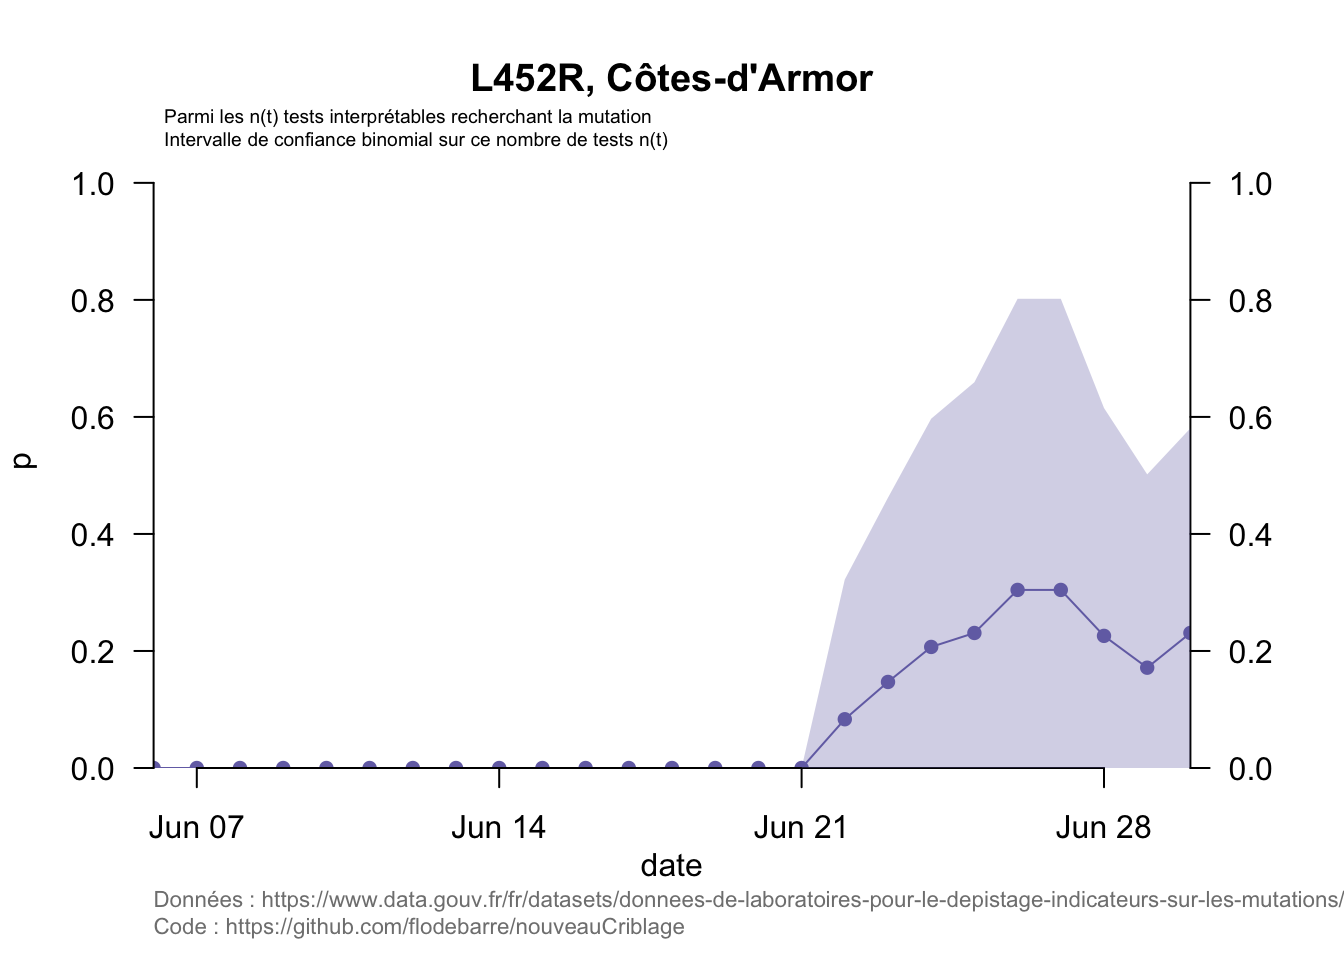 L452R, Côtes-d'Armor
Parmi les n(t) tests interprétables recherchant la mutation
Intervalle de confiance binomial sur ce nombre de tests n(t)
1.0 1.0
0.8 0.8
0.6 0.6
p
0.4 0.4
0.2 0.2
0.0 0.0
Jun 07 Jun 14 Jun 21 Jun 28
date
Données : https://www.data.gouv.fr/fr/datasets/donnees-de-laboratoires-pour-le-depistage-indicateurs-sur-les-mutations/
Code : https://github.com/flodebarre/nouveauCriblage